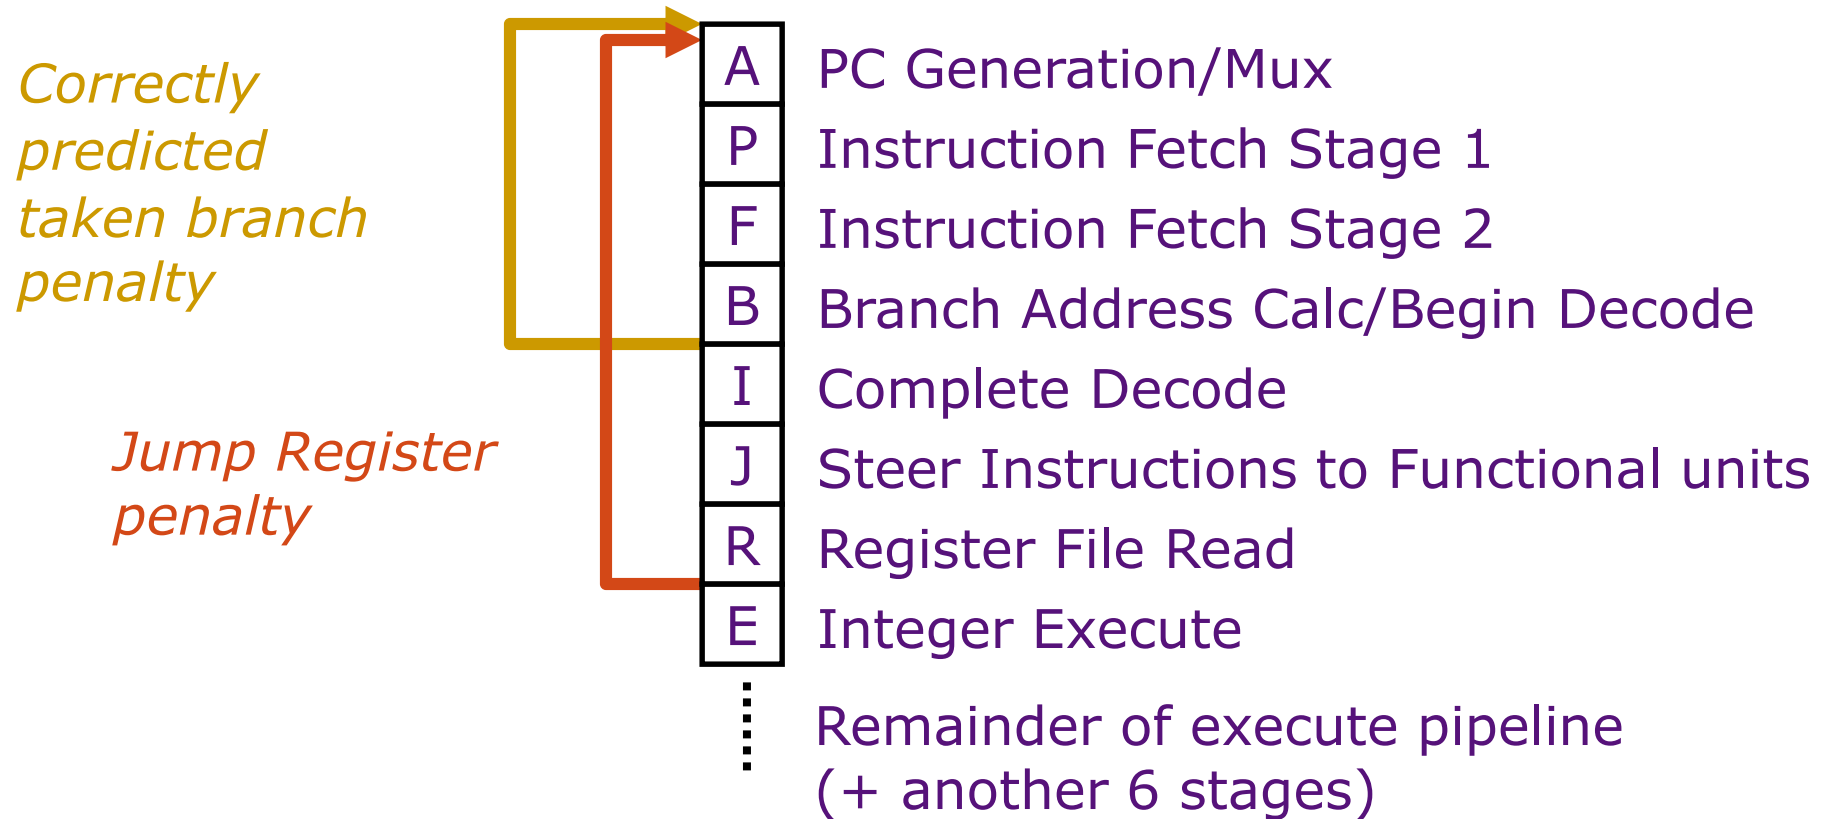 Correctly
predicted
taken branch
penalty
Jump Register
penalty
A PC Generation/Mux
P Instruction Fetch Stage 1
F Instruction Fetch Stage 2
B Branch Address Calc/Begin Decode
I Complete Decode
J Steer Instructions to Functional units
R Register File Read
E Integer Execute
Remainder of execute pipeline
(+ another 6 stages)